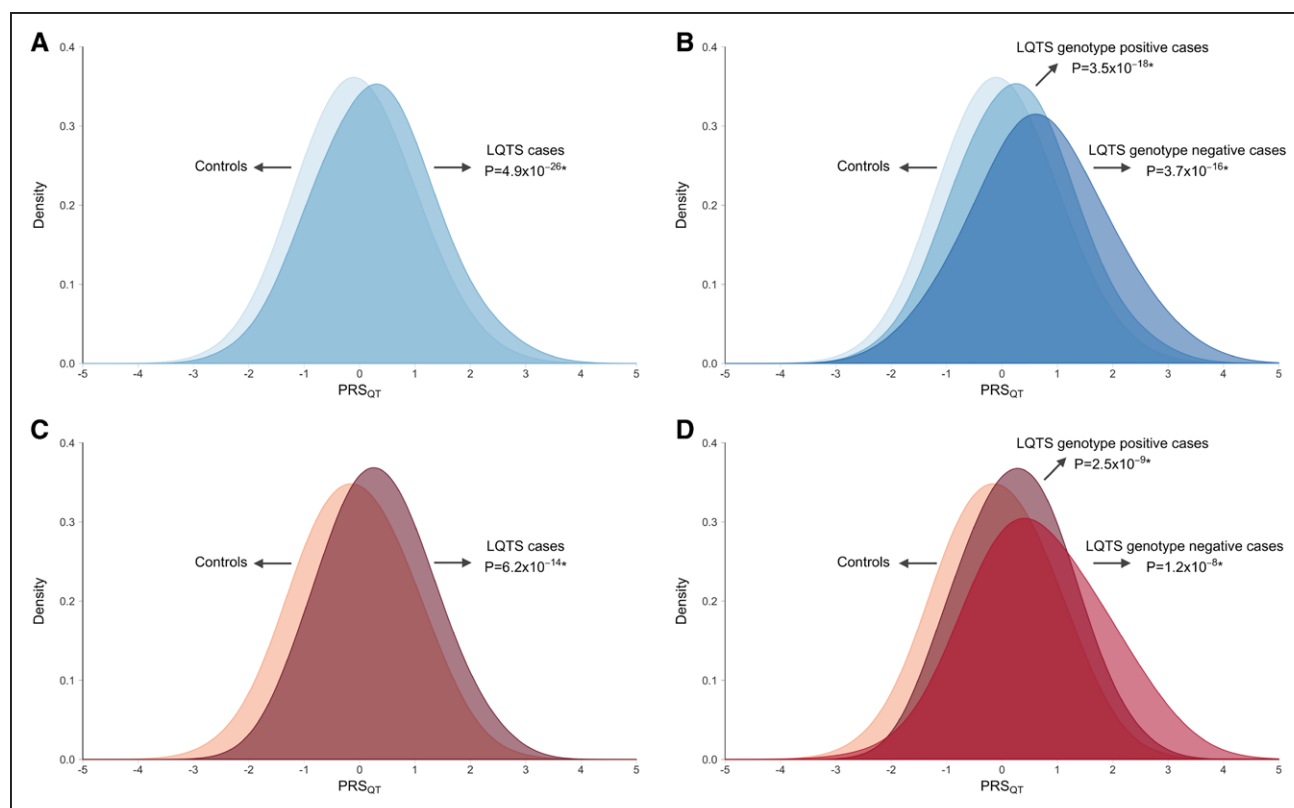 A
0.4
0.3
0.2
0.1
0.0
Density
Controls
LQTS cases
P=4.9x10⁻²⁶*
-5 -4 -3 -2 -1 0 1 2 3 4 5
PRS_QT
B
0.4
0.3
0.2
0.1
0.0
Density
LQTS genotype positive cases
P=3.5x10⁻¹⁸*
Controls
LQTS genotype negative cases
P=3.7x10⁻¹⁶*
-5 -4 -3 -2 -1 0 1 2 3 4 5
PRS_QT
C
0.4
0.3
0.2
0.1
0.0
Density
Controls
LQTS cases
P=6.2x10⁻¹⁴*
-5 -4 -3 -2 -1 0 1 2 3 4 5
PRS_QT
D
0.4
0.3
0.2
0.1
0.0
Density
LQTS genotype positive cases
P=2.5x10⁻⁹*
Controls
LQTS genotype negative cases
P=1.2x10⁻⁸*
-5 -4 -3 -2 -1 0 1 2 3 4 5
PRS_QT